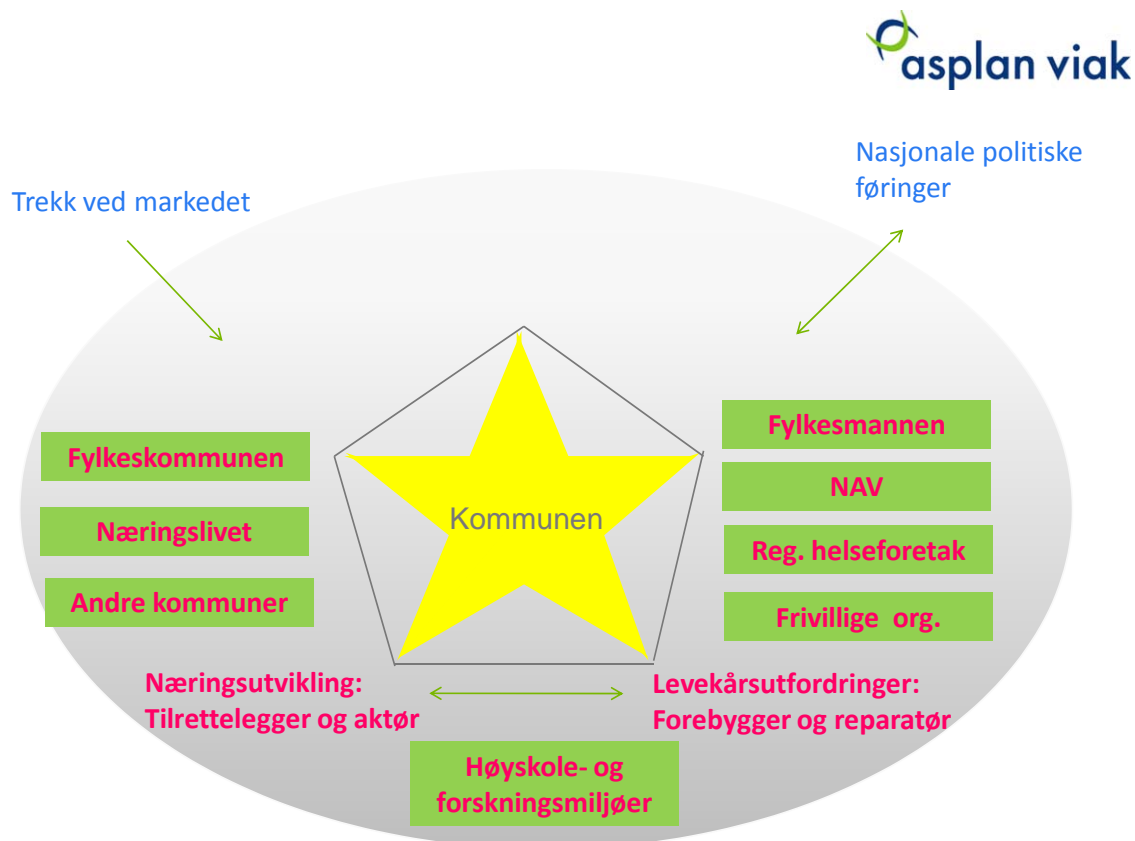 asplan viak
Nasjonale politiske
føringer
Trekk ved markedet
Fylkeskommunen
Næringslivet
Andre kommuner
Kommunen
Fylkesmannen
NAV
Reg. helseforetak
Frivillige org.
Næringsutvikling:
Tilrettelegger og aktør
Levekårsutfordringer:
Forebygger og reparatør
Høyskole- og
forskningsmiljøer